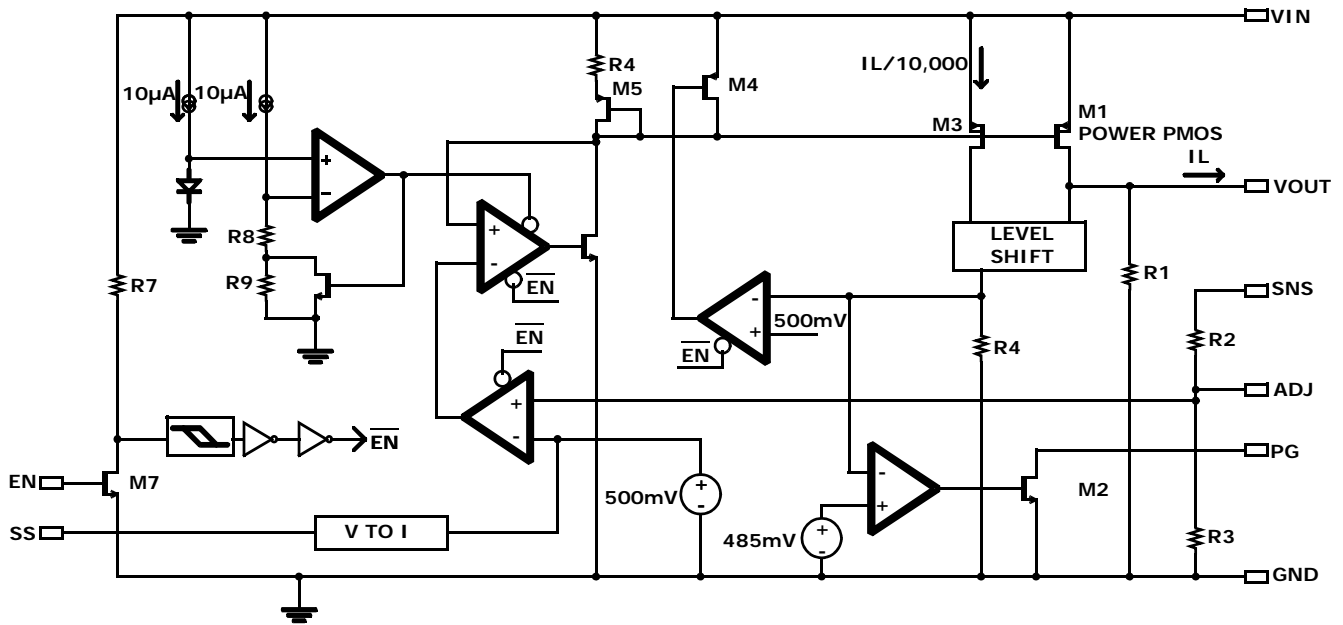 VIN
R4
M5
M4
IL/10,000
10µA
10µA
M3
M1
POWER PMOS
IL
+
-
VOUT
R8
+
-
LEVEL
SHIFT
R7
R9
EN
R1
SNS
-
500mV
+
EN
R2
EN
R4
+
-
ADJ
EN
PG
EN
M7
500mV
+
-
-
+
M2
SS
V TO I
485mV
+
-
R3
GND